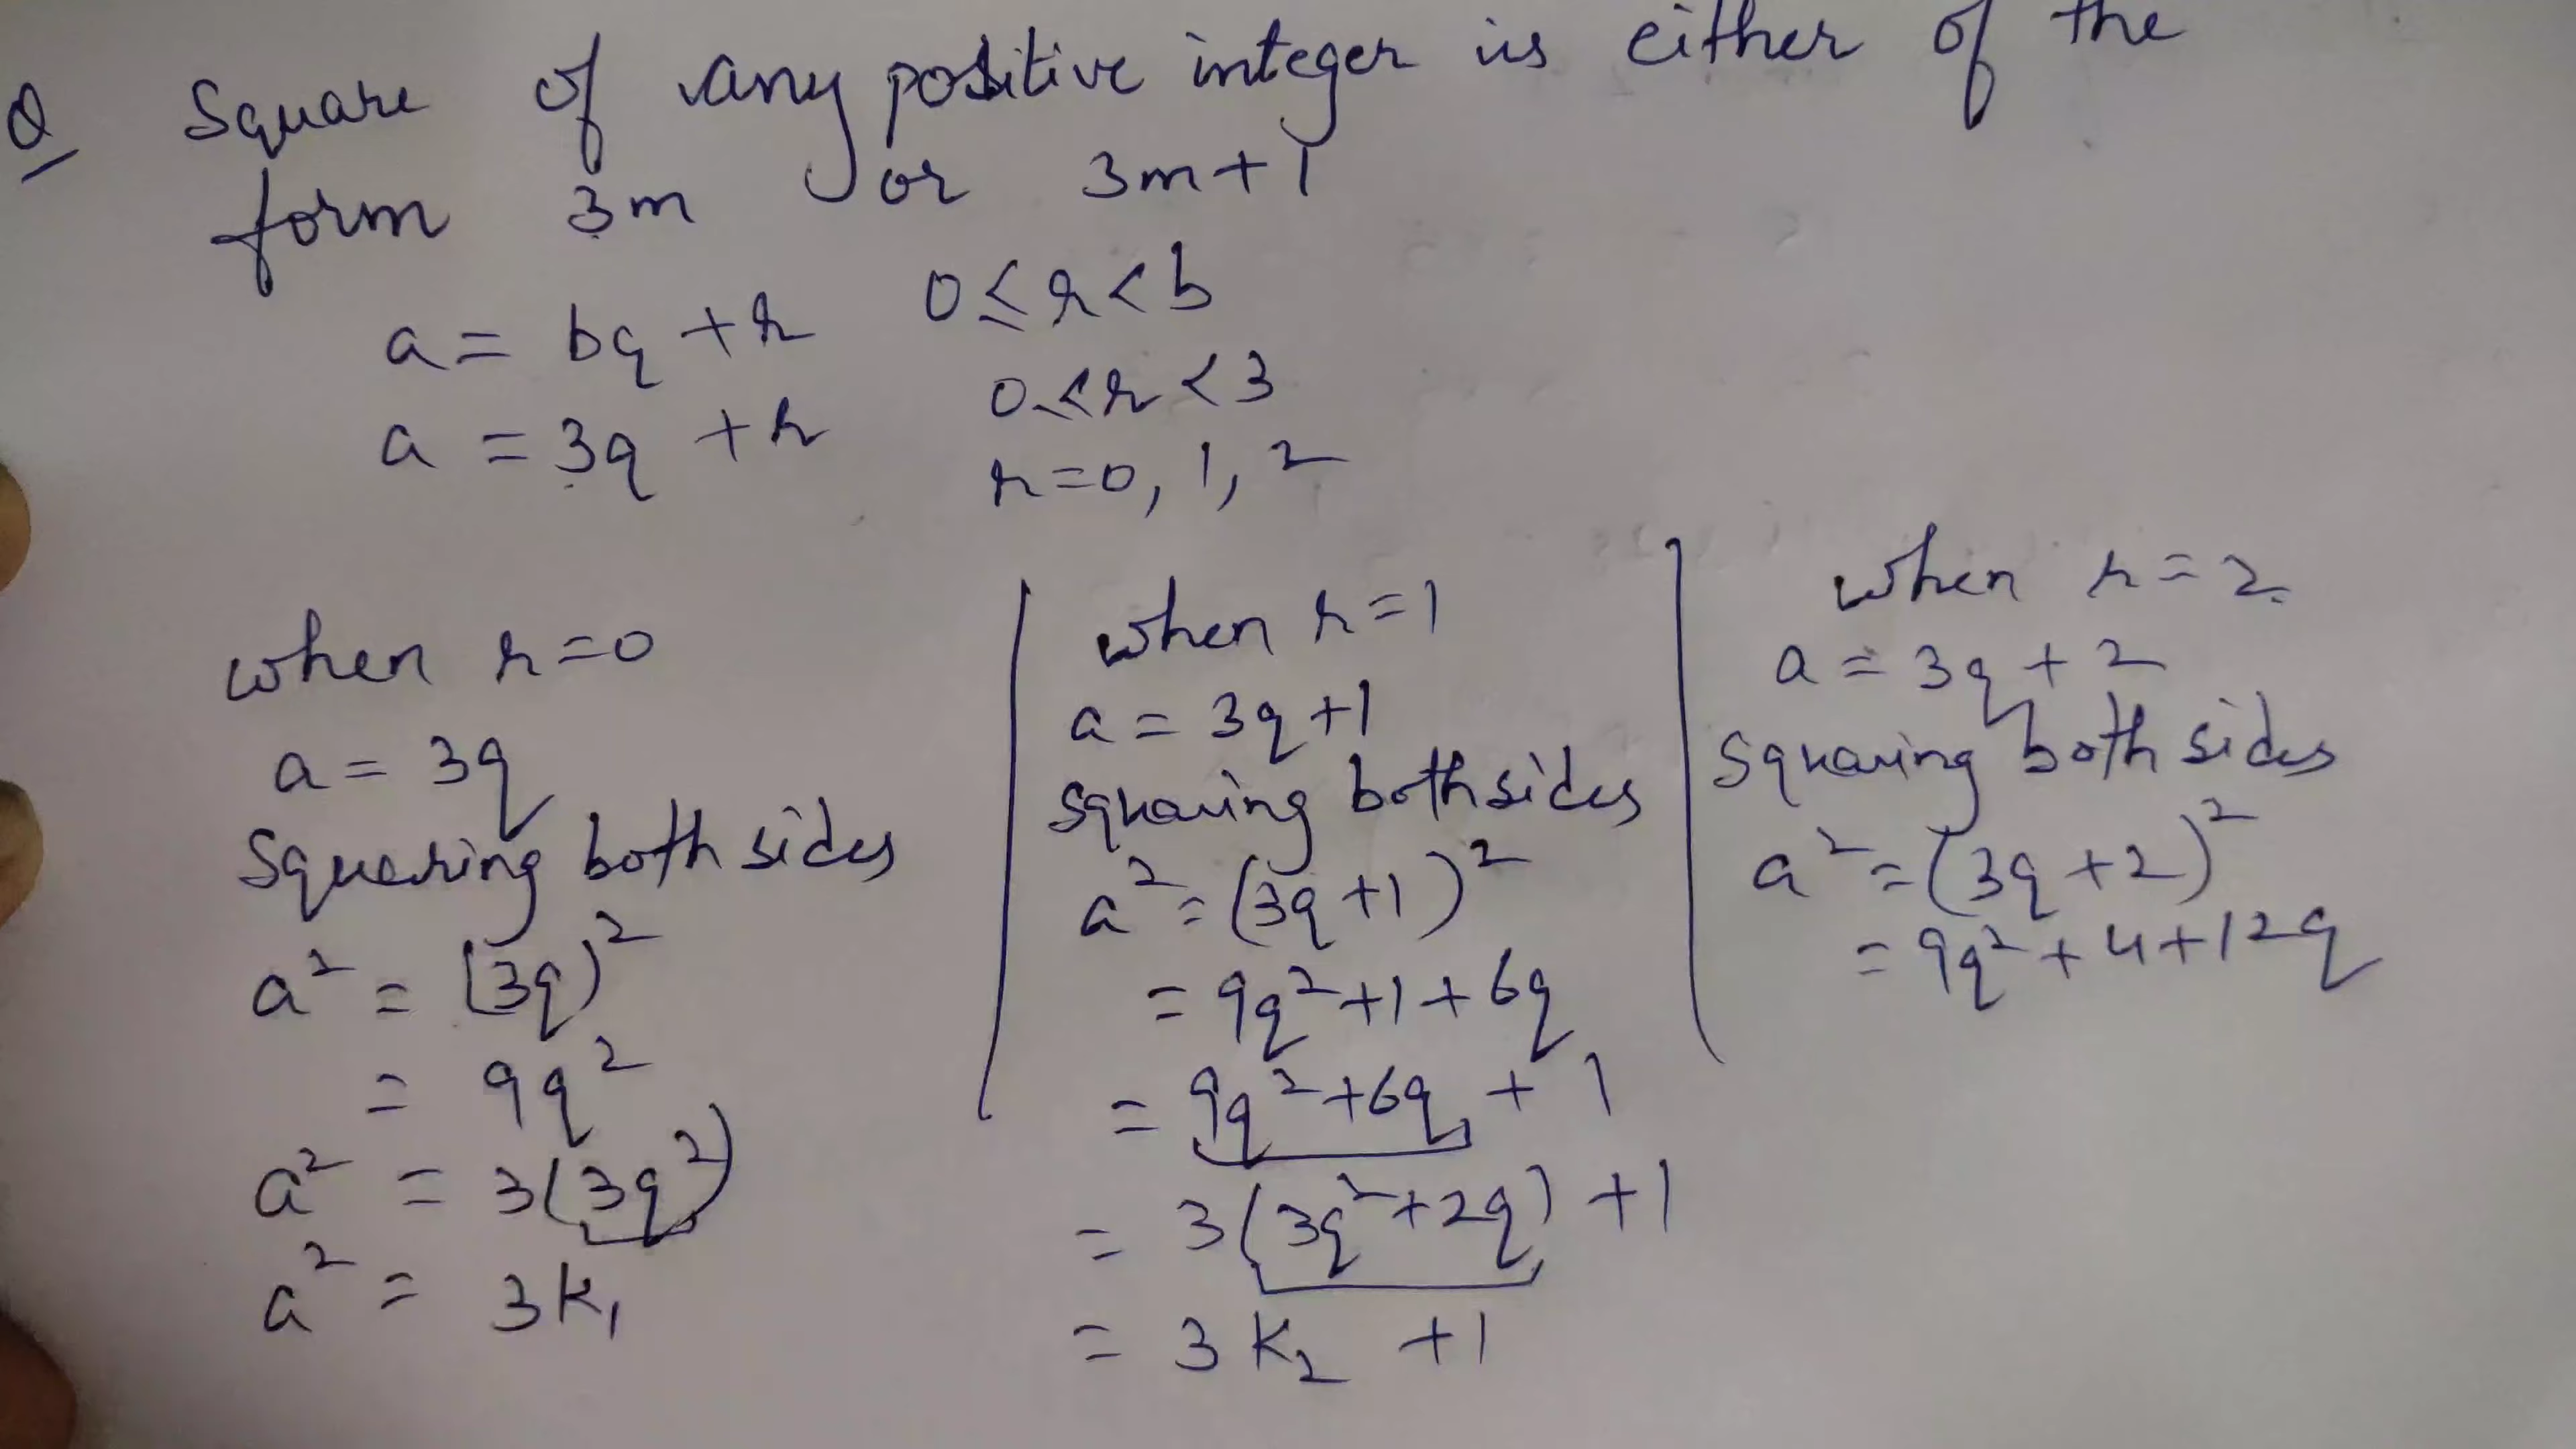 Q Square of any positive integer is either of the
form 3m or 3m+1
a = bq + r 0 ≤ r < b
a = 3q + r 0 ≤ r < 3
r = 0, 1, 2
when r = 0
a = 3q
Squaring both sides
a² = (3q)²
= 9q²
a² = 3(3q²)
a² = 3k₁
when r = 1
a = 3q + 1
Squaring both sides
a² = (3q + 1)²
= 9q² + 1 + 6q
= 9q² + 6q + 1
= 3(3q² + 2q) + 1
= 3k₂ + 1
when r = 2
a = 3q + 2
Squaring both sides
a² = (3q + 2)²
= 9q² + 4 + 12q